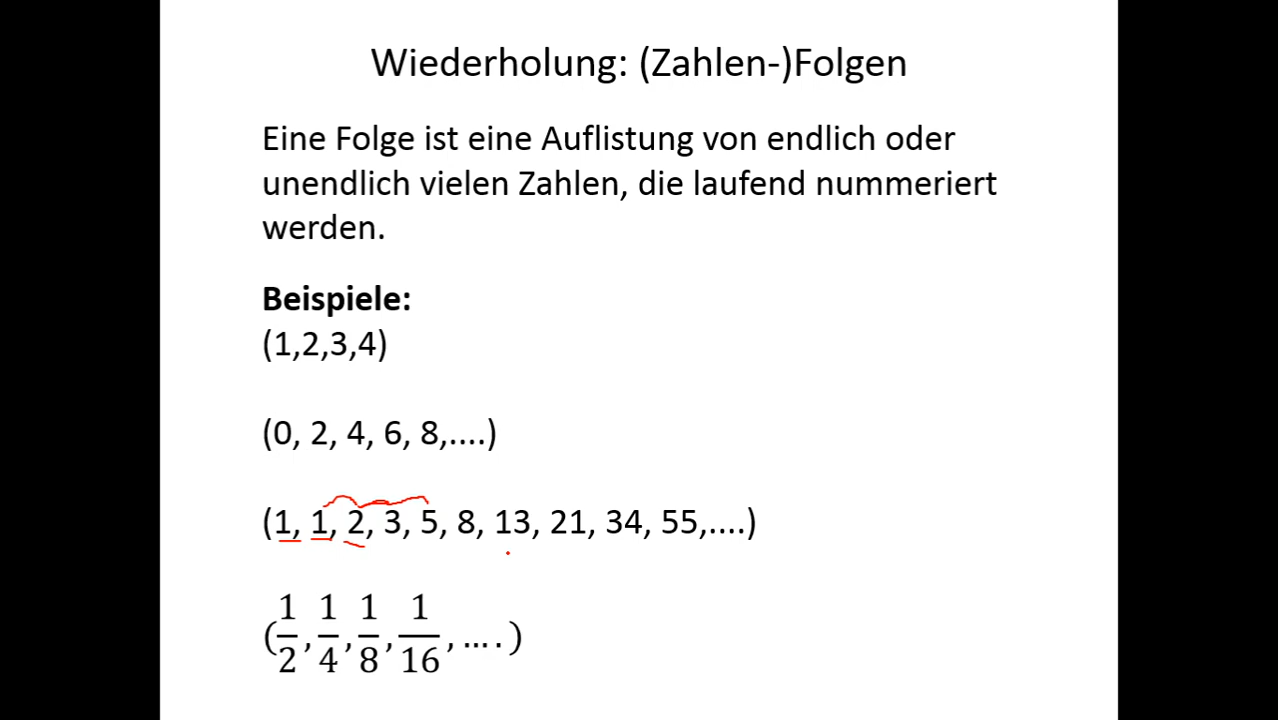 Wiederholung: (Zahlen-)Folgen
Eine Folge ist eine Auflistung von endlich oder
unendlich vielen Zahlen, die laufend nummeriert
werden.
Beispiele:
(1,2,3,4)
(0, 2, 4, 6, 8,....)
(1, 1, 2, 3, 5, 8, 13, 21, 34, 55,....)
(1/2, 1/4, 1/8, 1/16, ....)